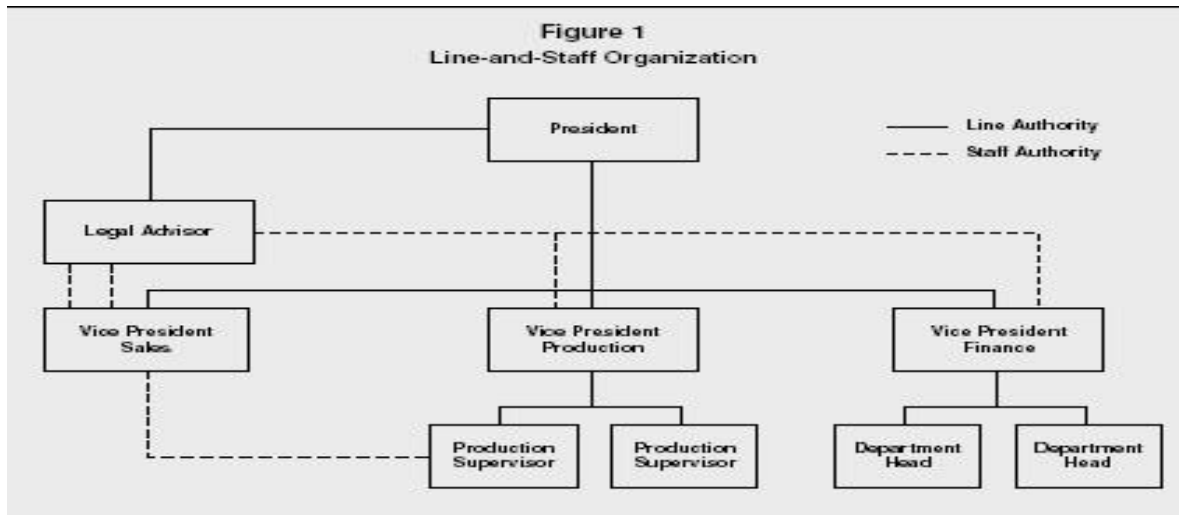 Figure 1
Line-and-Staff Organization
President
Line Authority
Staff Authority
Legal Advisor
Vice President
Sales
Vice President
Production
Vice President
Finance
Production
Supervisor
Production
Supervisor
Department
Head
Department
Head